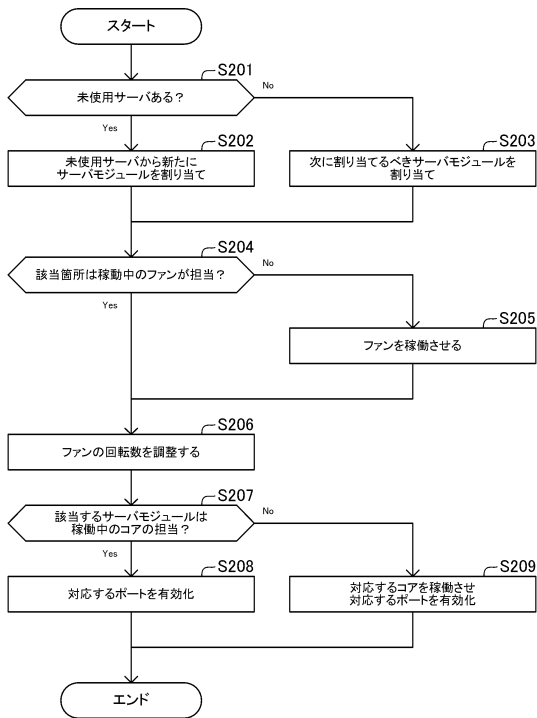 スタート
S201
未使用サーバある？
No
Yes
S202
未使用サーバから新たに
サーバモジュールを割り当て
S203
次に割り当てるべきサーバモジュールを
割り当て
S204
該当箇所は稼動中のファンが担当？
No
Yes
S205
ファンを稼働させる
S206
ファンの回転数を調整する
S207
該当するサーバモジュールは
稼動中のコアの担当？
No
Yes
S208
対応するポートを有効化
S209
対応するコアを稼働させ
対応するポートを有効化
エンド